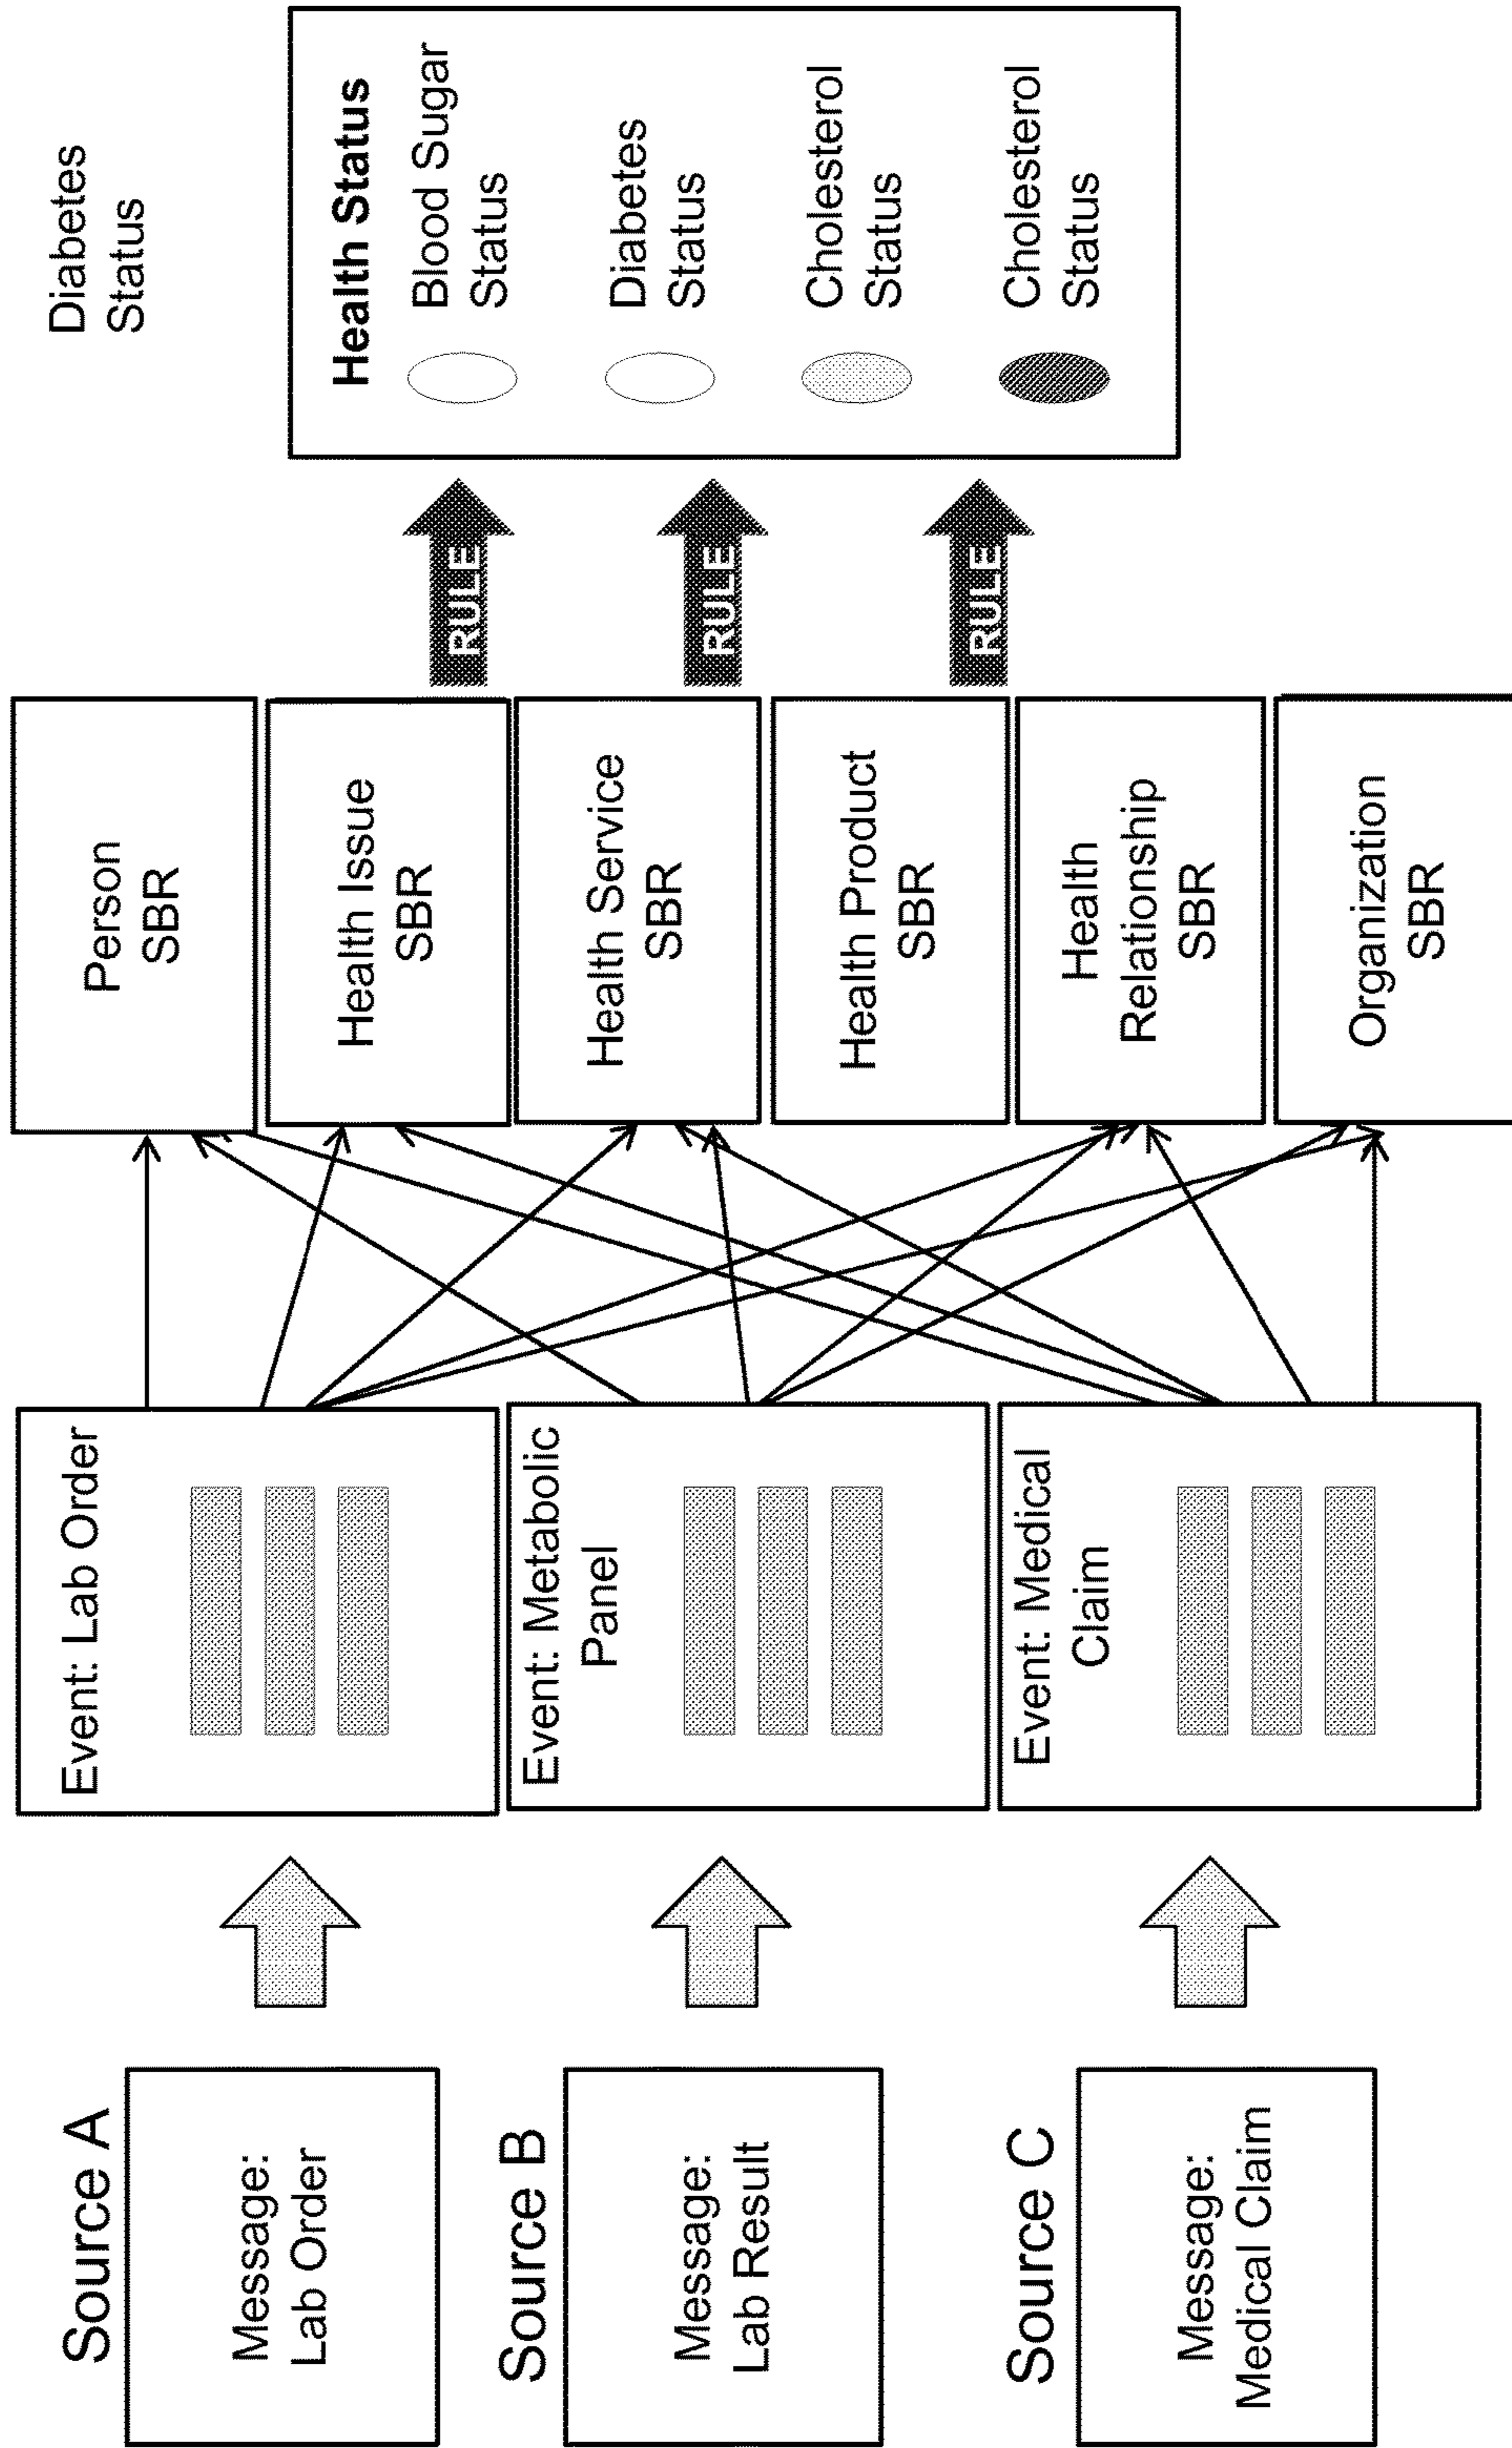 Source A
Message:
Lab Order
Source B
Message:
Lab Result
Source C
Message:
Medical Claim
Event: Lab Order
Event: Metabolic
Panel
Event: Medical
Claim
Person
SBR
Health Issue
SBR
Health Service
SBR
Health Product
SBR
Health
Relationship
SBR
Organization
SBR
RULE
RULE
RULE
Diabetes
Status
Health Status
Blood Sugar
Status
Diabetes
Status
Cholesterol
Status
Cholesterol
Status